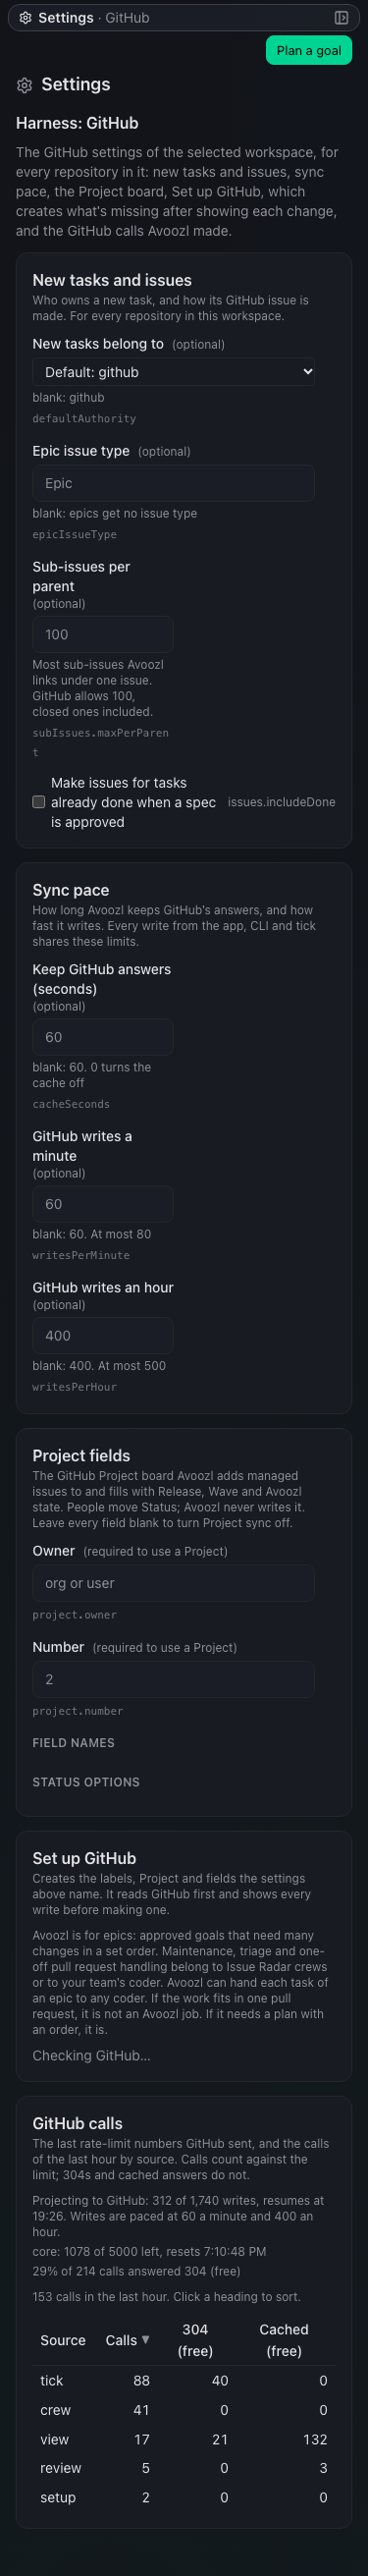 Settings · GitHub
Plan a goal
Settings
Harness: GitHub
The GitHub settings of the selected workspace, for
every repository in it: new tasks and issues, sync
pace, the Project board, Set up GitHub, which
creates what's missing after showing each change,
and the GitHub calls Avoozl made.
New tasks and issues
Who owns a new task, and how its GitHub issue is
made. For every repository in this workspace.
New tasks belong to (optional)
Default: github
blank: github
defaultAuthority
Epic issue type (optional)
Epic
blank: epics get no issue type
epicIssueType
Sub-issues per
parent
(optional)
100
Most sub-issues Avoozl
links under one issue.
GitHub allows 100,
closed ones included.
subIssues.maxPerParen
t
Make issues for tasks
already done when a spec issues.includeDone
is approved
Sync pace
How long Avoozl keeps GitHub's answers, and how
fast it writes. Every write from the app, CLI and tick
shares these limits.
Keep GitHub answers
(seconds)
(optional)
60
blank: 60. 0 turns the
cache off
cacheSeconds
GitHub writes a
minute
(optional)
60
blank: 60. At most 80
writesPerMinute
GitHub writes an hour
(optional)
400
blank: 400. At most 500
writesPerHour
Project fields
The GitHub Project board Avoozl adds managed
issues to and fills with Release, Wave and Avoozl
state. People move Status; Avoozl never writes it.
Leave every field blank to turn Project sync off.
Owner (required to use a Project)
org or user
project.owner
Number (required to use a Project)
2
project.number
FIELD NAMES
STATUS OPTIONS
Set up GitHub
Creates the labels, Project and fields the settings
above name. It reads GitHub first and shows every
write before making one.
Avoozl is for epics: approved goals that need many
changes in a set order. Maintenance, triage and one-
off pull request handling belong to Issue Radar crews
or to your team's coder. Avoozl can hand each task of
an epic to any coder. If the work fits in one pull
request, it is not an Avoozl job. If it needs a plan with
an order, it is.
Checking GitHub...
GitHub calls
The last rate-limit numbers GitHub sent, and the calls
of the last hour by source. Calls count against the
limit; 304s and cached answers do not.
Projecting to GitHub: 312 of 1,740 writes, resumes at
19:26. Writes are paced at 60 a minute and 400 an
hour.
core: 1078 of 5000 left, resets 7:10:48 PM
29% of 214 calls answered 304 (free)
153 calls in the last hour. Click a heading to sort.
Source Calls ▼ 304 (free) Cached (free)
tick 88 40 0
crew 41 0 0
view 17 21 132
review 5 0 3
setup 2 0 0